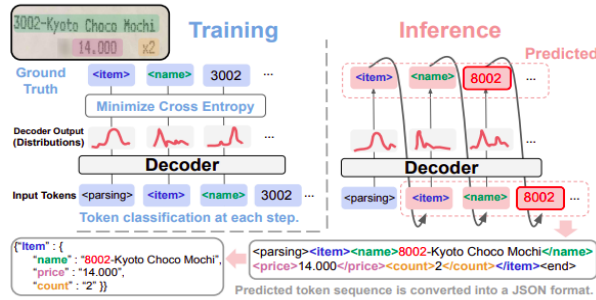 3002-Kyoto Choco Mochi
14.000 x2
Training
Ground Truth
<item> <name> 3002 ...
Minimize Cross Entropy
Decoder Output (Distributions)
...
Decoder
Input Tokens
<parsing> <item> <name> 3002 ...
Token classification at each step.
Inference
Predicted
<item> <name> 8002 ...
...
Decoder
<parsing> <item> <name> 8002 ...
{"Item" : {
"name" : "8002-Kyoto Choco Mochi",
"price" : "14.000",
"count" : "2" }}
<parsing><item><name>8002-Kyoto Choco Mochi</name>
<price>14.000</price><count>2</count></item><end>
Predicted token sequence is converted into a JSON format.